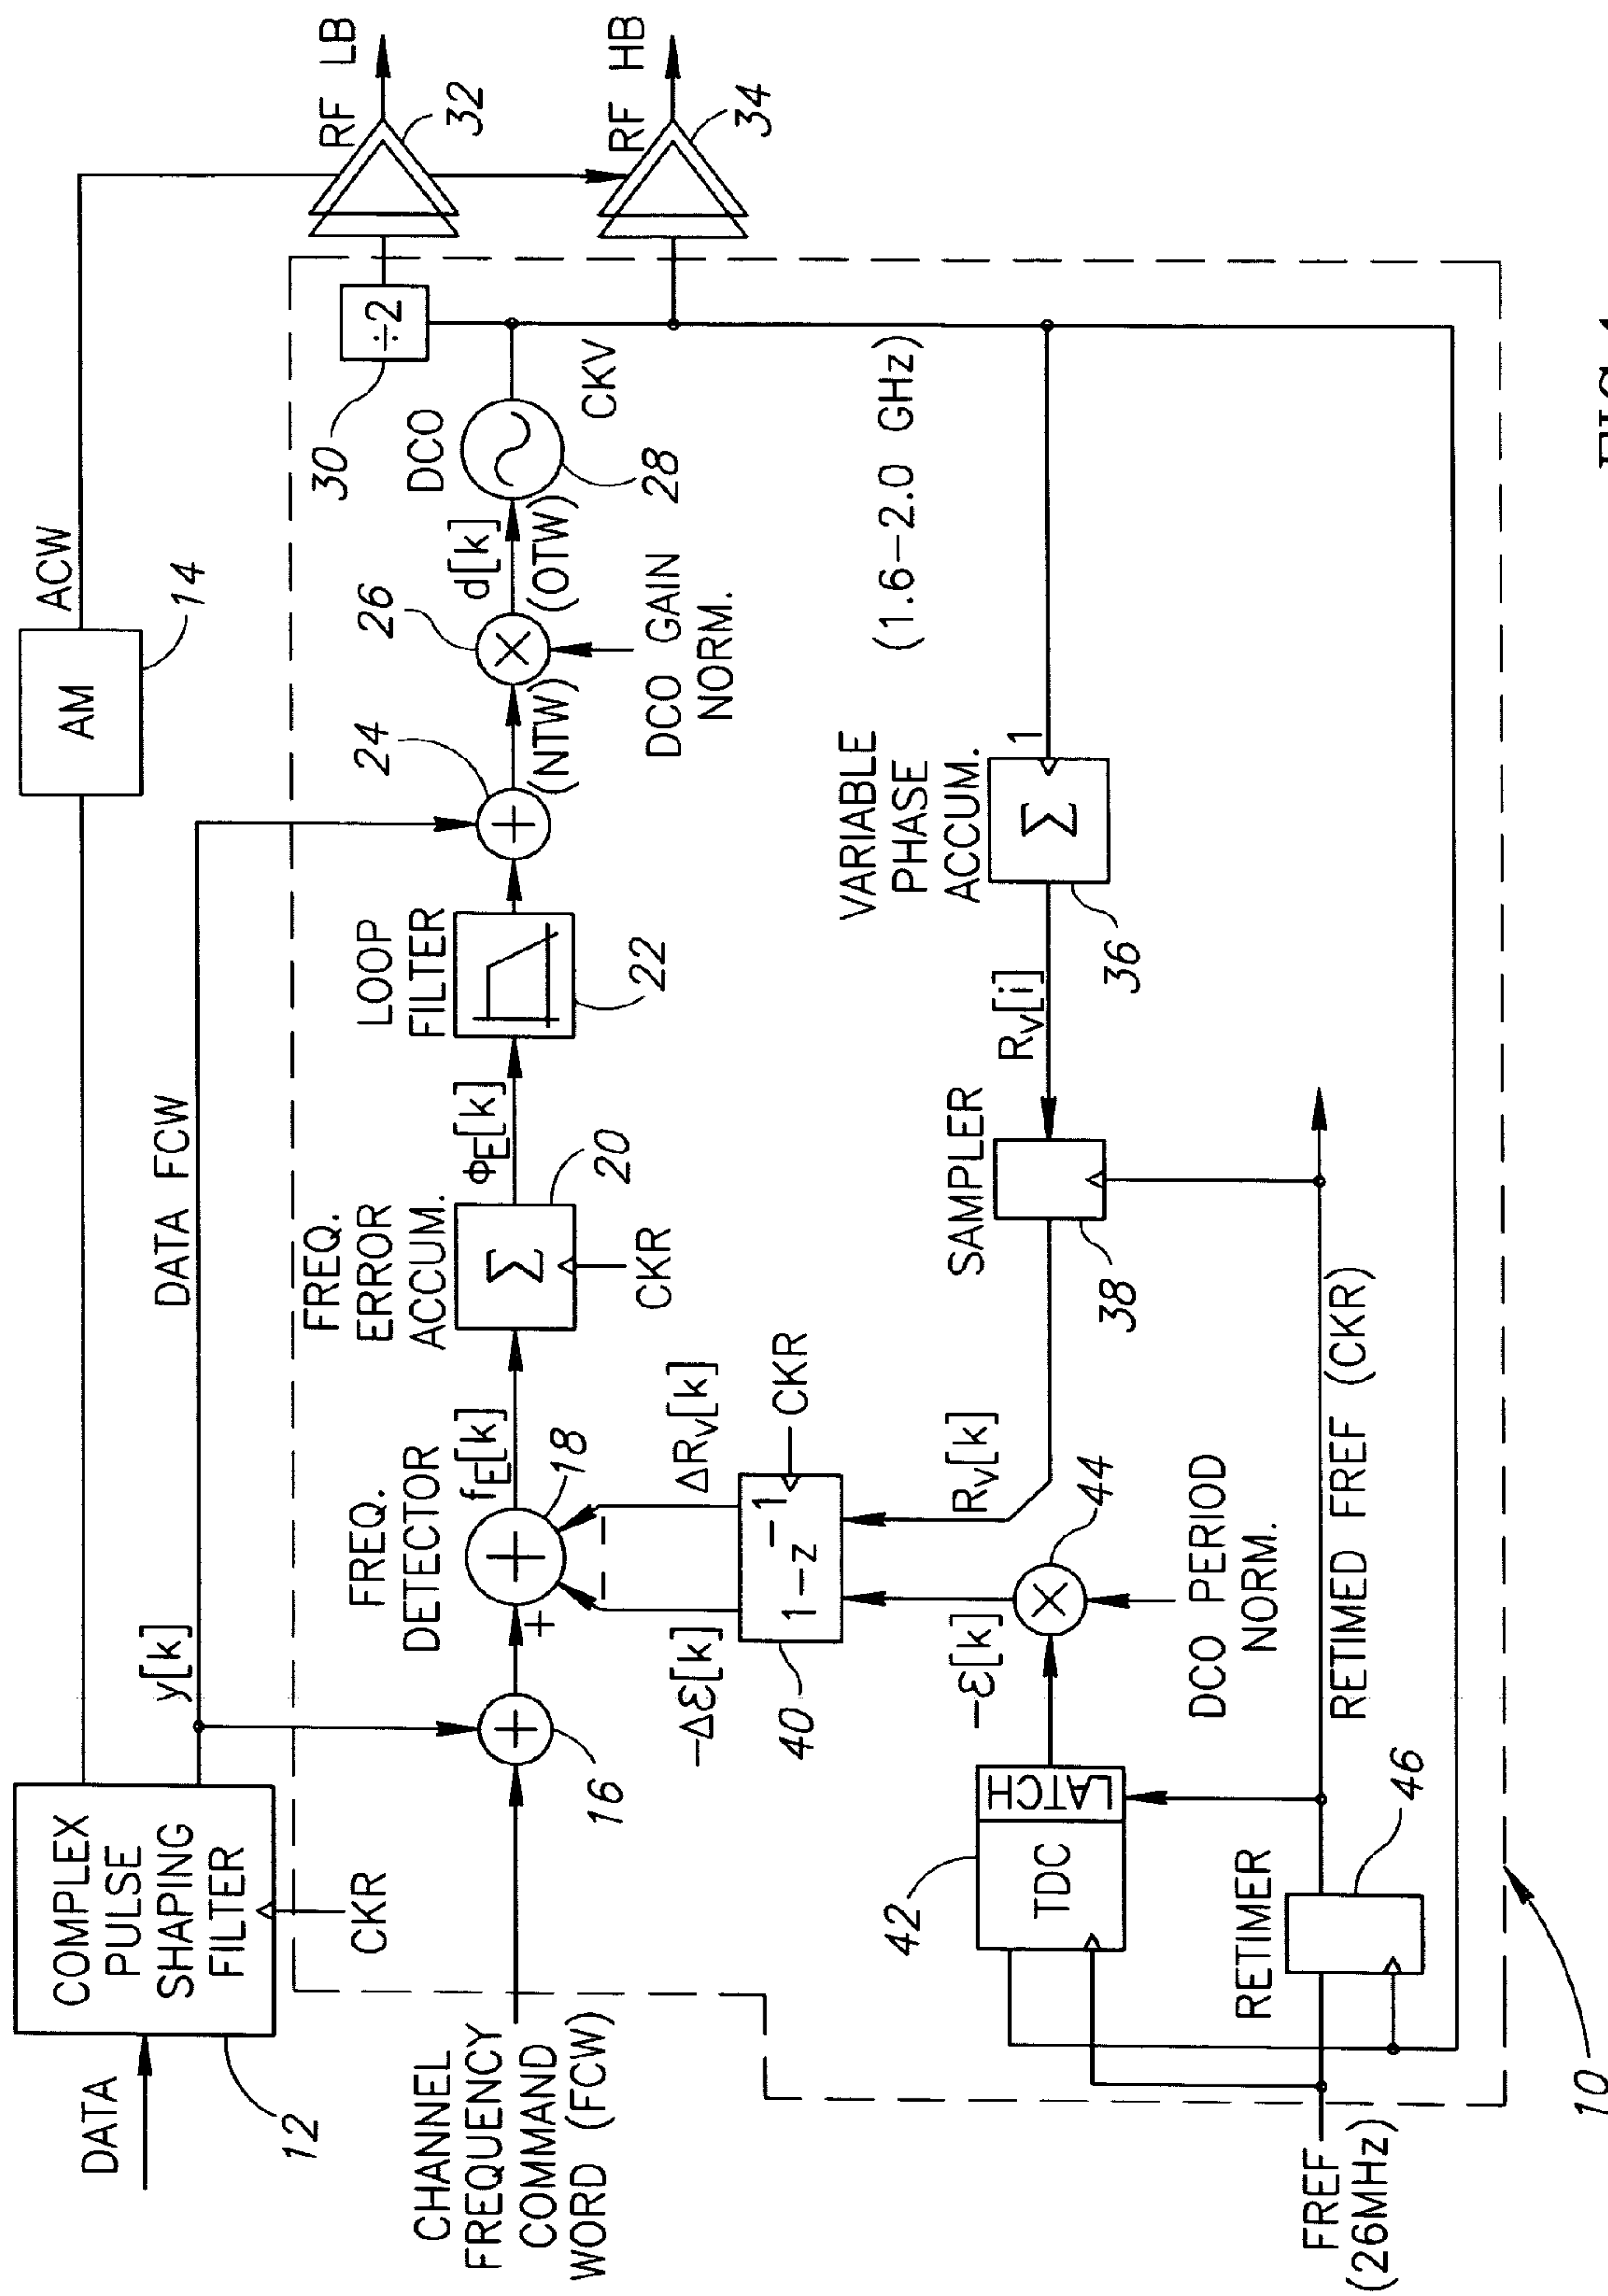 DATA
12
COMPLEX
PULSE
SHAPING
FILTER
CKR
y[k]
DATA FCW
AM
14
ACW
RF LB
32
RF HB
34
CHANNEL
FREQUENCY
COMMAND
WORD (FCW)
+
16
FREQ.
DETECTOR
+
+
18
fE[k]
FREQ.
ERROR
ACCUM.
Σ
CKR
20
ΦE[k]
LOOP
FILTER
22
24
+
(NTW)
26
×
DCO GAIN
NORM.
d[k]
(OTW)
DCO
28
CKV
30
÷2
−
−
−Δε[k]
ΔRv[k]
40
1−z−1
CKR
−ε[k]
Rv[k]
44
×
DCO PERIOD
NORM.
SAMPLER
38
Rv[i]
VARIABLE
PHASE
ACCUM.
Σ
1
36
(1.6−2.0 GHz)
42
TDC
LATCH
RETIMER
46
RETIMED FREF (CKR)
FREF
(26MHz)
10